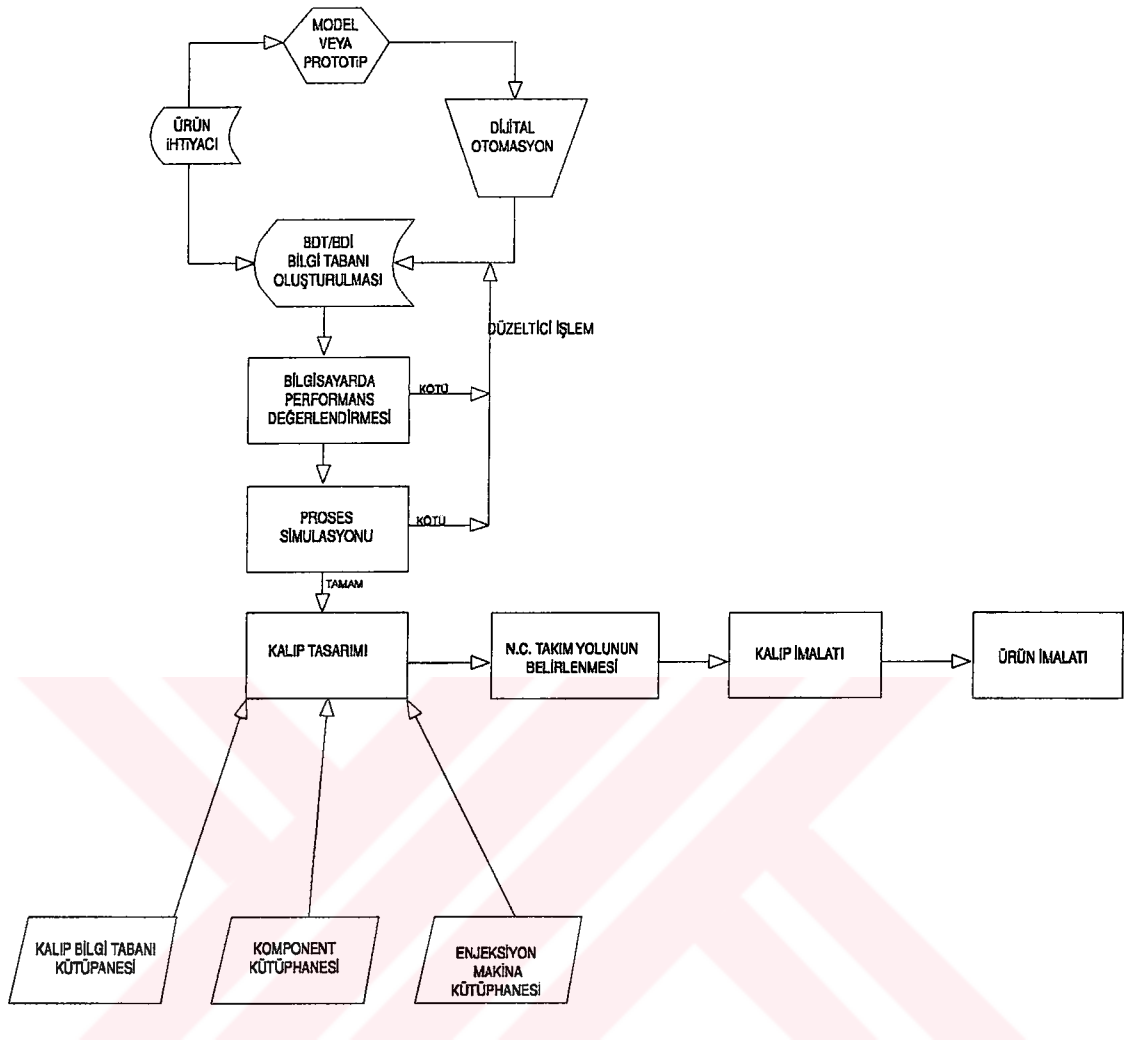 MODEL
VEYA
PROTOTİP
ÜRÜN
İHTİYACI
DİJİTAL
OTOMASYON
BDT/BDİ
BİLGİ TABANI
OLUŞTURULMASI
DÜZELTİCİ İŞLEM
BİLGİSAYARDA
PERFORMANS
DEĞERLENDİRMESİ
KÖTÜ
PROSES
SİMULASYONU
KÖTÜ
TAMAM
KALIP TASARIMI
N.C. TAKIM YOLUNUN
BELİRLENMESİ
KALIP İMALATI
ÜRÜN İMALATI
KALIP BİLGİ TABANI
KÜTÜPANESİ
KOMPONENT
KÜTÜPHANESİ
ENJEKSİYON
MAKİNA
KÜTÜPHANESİ